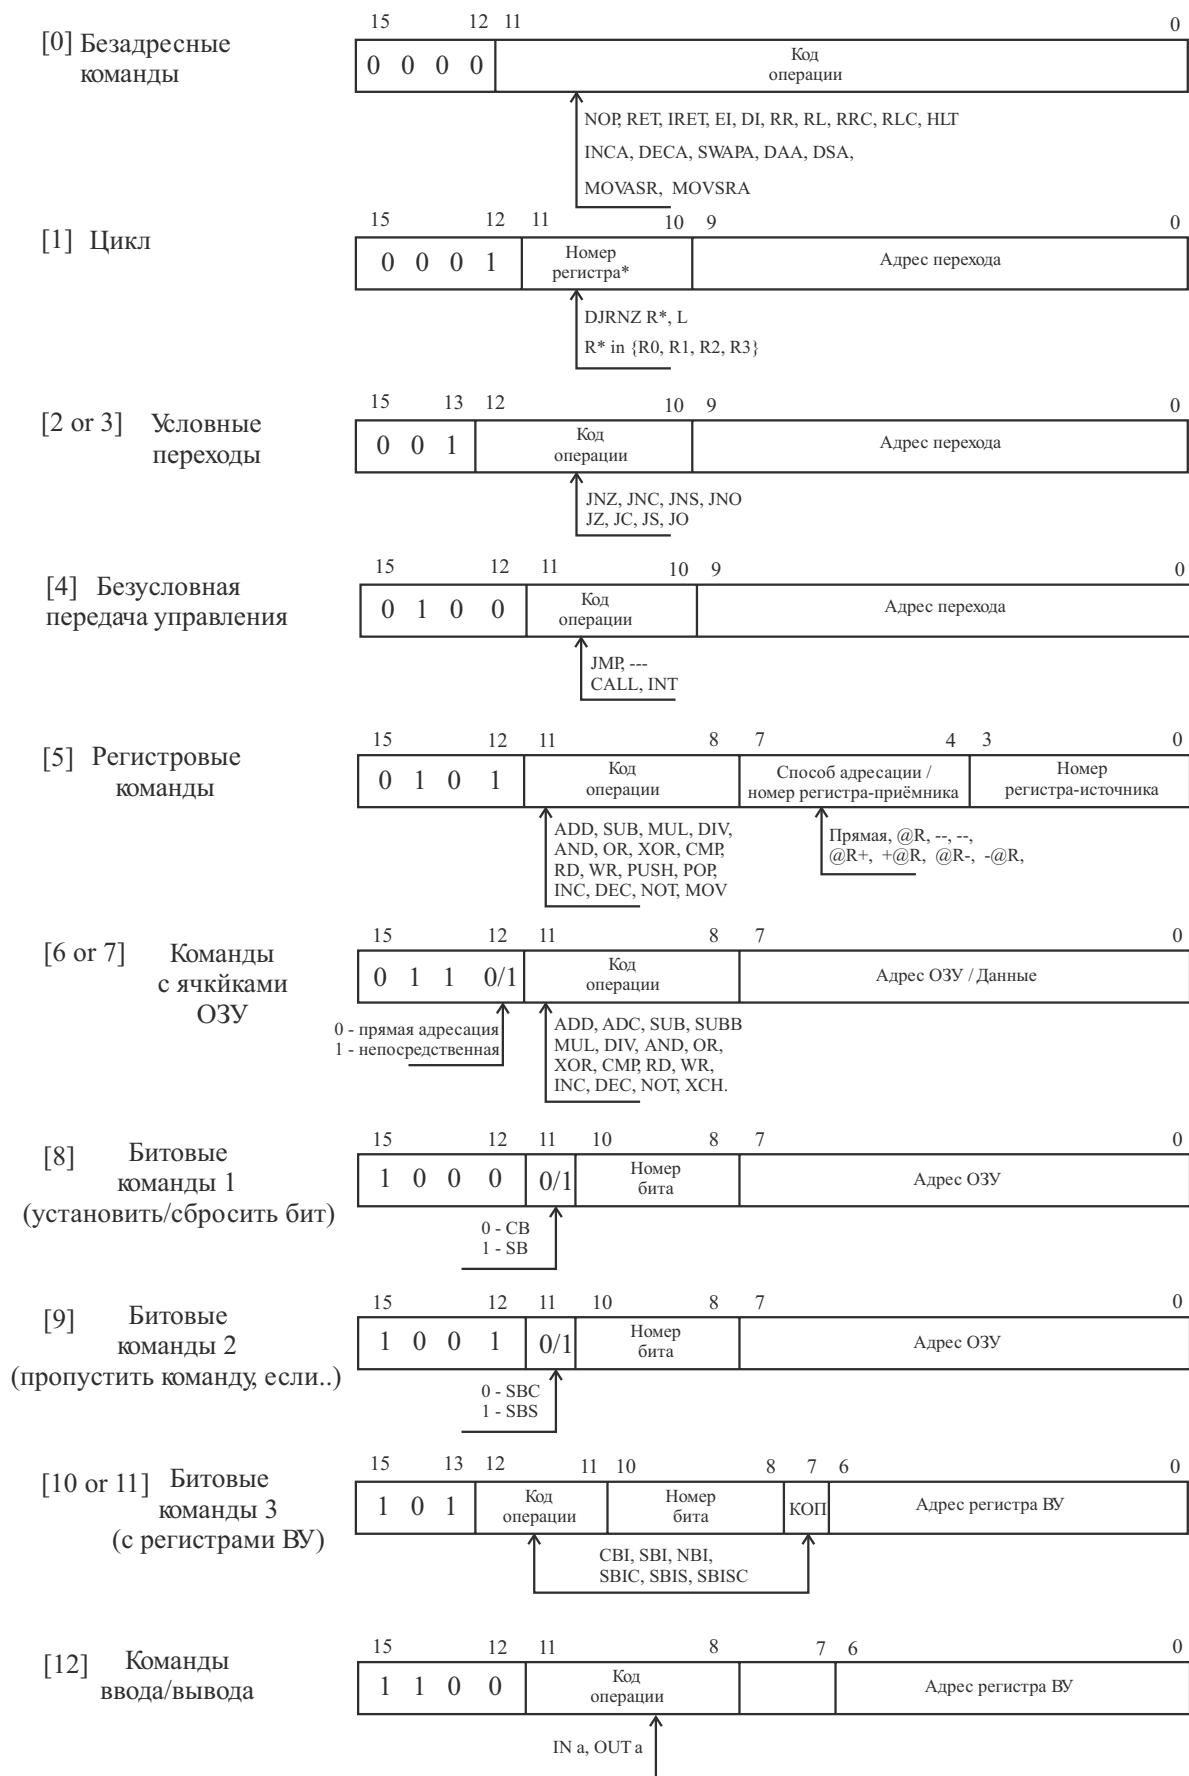 15 12 11 0
[0] Безадресные
команды
0 0 0 0
Код
операции
NOP, RET, IRET, EI, DI, RR, RL, RRC, RLC, HLT
INCA, DECA, SWAPA, DAA, DSA,
MOVASR, MOVSRA
15 12 11 10 9 0
[1] Цикл
0 0 0 1
Номер
регистра*
Адрес перехода
DJRNZ R*, L
R* in {R0, R1, R2, R3}
15 13 12 10 9 0
[2 or 3] Условные
переходы
0 0 1
Код
операции
Адрес перехода
JNZ, JNC, JNS, JNO
JZ, JC, JS, JO
15 12 11 10 9 0
[4] Безусловная
передача управления
0 1 0 0
Код
операции
Адрес перехода
JMP, ---
CALL, INT
15 12 11 8 7 4 3 0
[5] Регистровые
команды
0 1 0 1
Код
операции
Способ адресации /
номер регистра-приёмника
Номер
регистра-источника
ADD, SUB, MUL, DIV,
AND, OR, XOR, CMP,
RD, WR, PUSH, POP,
INC, DEC, NOT, MOV
Прямая, @R, --, --,
@R+, +@R, @R-, -@R,
15 12 11 8 7 0
[6 or 7] Команды
с ячкйками
ОЗУ
0 1 1 0/1
Код
операции
Адрес ОЗУ / Данные
0 - прямая адресация
1 - непосредственная
ADD, ADC, SUB, SUBB
MUL, DIV, AND, OR,
XOR, CMP, RD, WR,
INC, DEC, NOT, XCH.
15 12 11 10 8 7 0
[8] Битовые
команды 1
(установить/сбросить бит)
1 0 0 0 0/1
Номер
бита
Адрес ОЗУ
0 - CB
1 - SB
15 12 11 10 8 7 0
[9] Битовые
команды 2
(пропустить команду, если..)
1 0 0 1 0/1
Номер
бита
Адрес ОЗУ
0 - SBC
1 - SBS
15 13 12 11 10 8 7 6 0
[10 or 11] Битовые
команды 3
(с регистрами ВУ)
1 0 1
Код
операции
Номер
бита
КОП
Адрес регистра ВУ
CBI, SBI, NBI,
SBIC, SBIS, SBISC
15 12 11 8 7 6 0
[12] Команды
ввода/вывода
1 1 0 0
Код
операции
Адрес регистра ВУ
IN a, OUT a